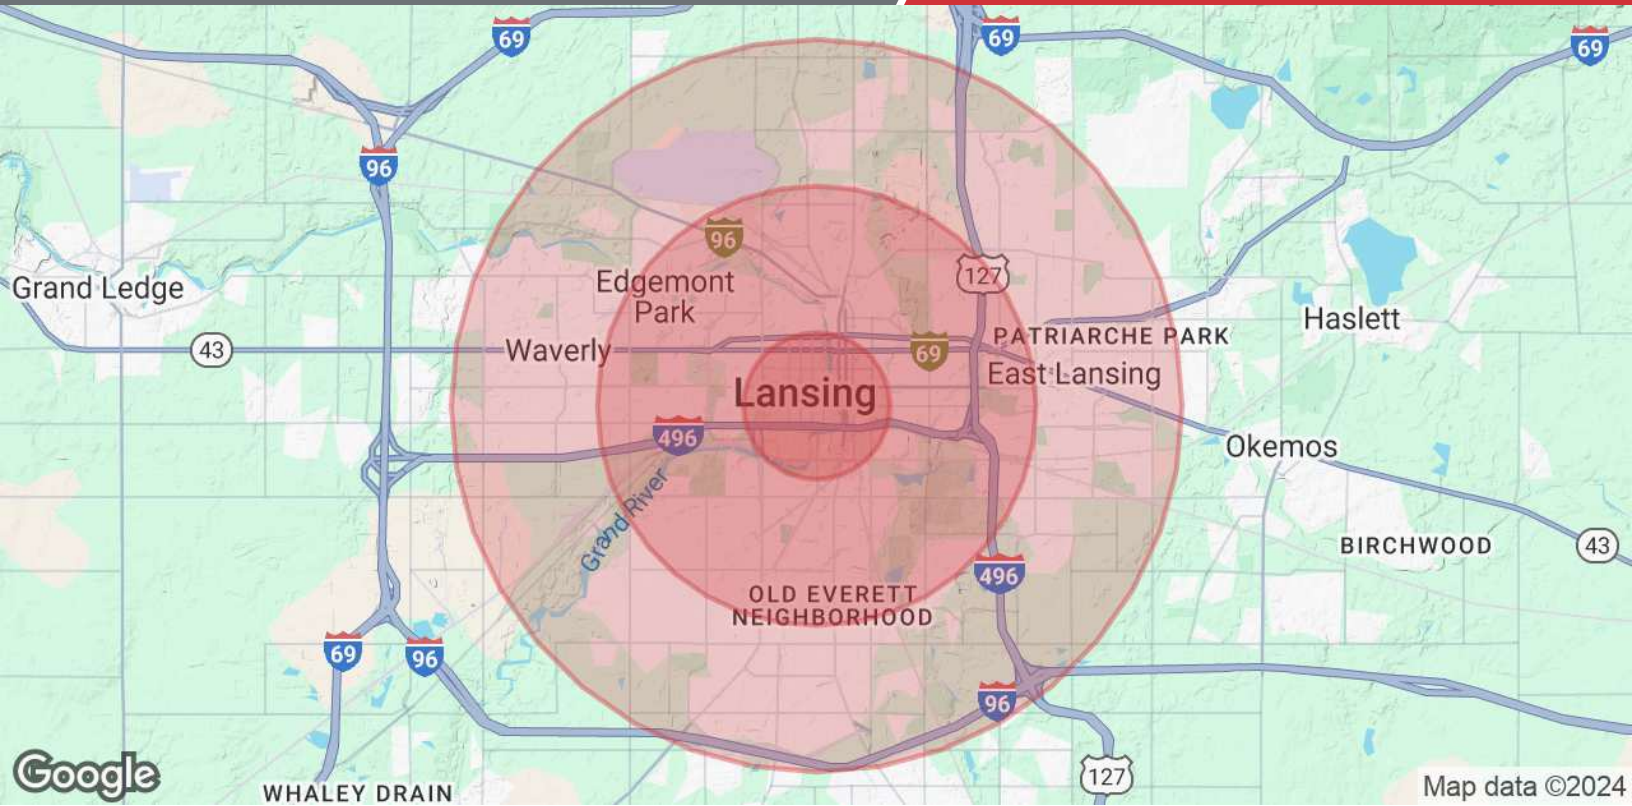 69
69
69
96
96
Edgemont
Park
127
Grand Ledge
Haslett
PATRIARCHE PARK
43
Waverly
69
East Lansing
Lansing
496
Okemos
Grand River
BIRCHWOOD
43
496
OLD EVERETT
NEIGHBORHOOD
69
96
96
Google
127
WHALEY DRAIN
Map data ©2024